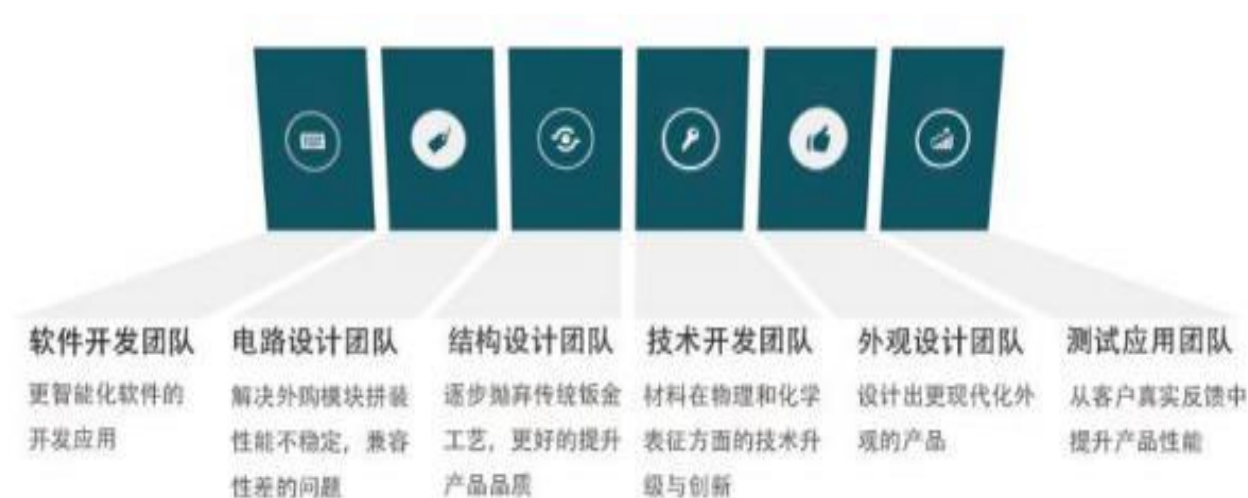 软件开发团队
更智能化软件的
开发应用
电路设计团队
解决外购模块拼装
性能不稳定，兼容
性差的问题
结构设计团队
逐步抛弃传统钣金
工艺，更好的提升
产品品质
技术开发团队
材料在物理和化学
表征方面的技术升
级与创新
外观设计团队
设计出更现代化外
观的产品
测试应用团队
从客户真实反馈中
提升产品性能